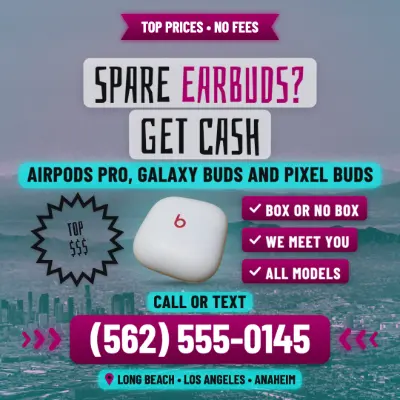 TOP PRICES • NO FEES
SPARE EARBUDS?
GET CASH
AIRPODS PRO, GALAXY BUDS AND PIXEL BUDS
TOP
$$$
b
✓ BOX OR NO BOX
✓ WE MEET YOU
✓ ALL MODELS
CALL OR TEXT
(562) 555-0145
LONG BEACH • LOS ANGELES • ANAHEIM